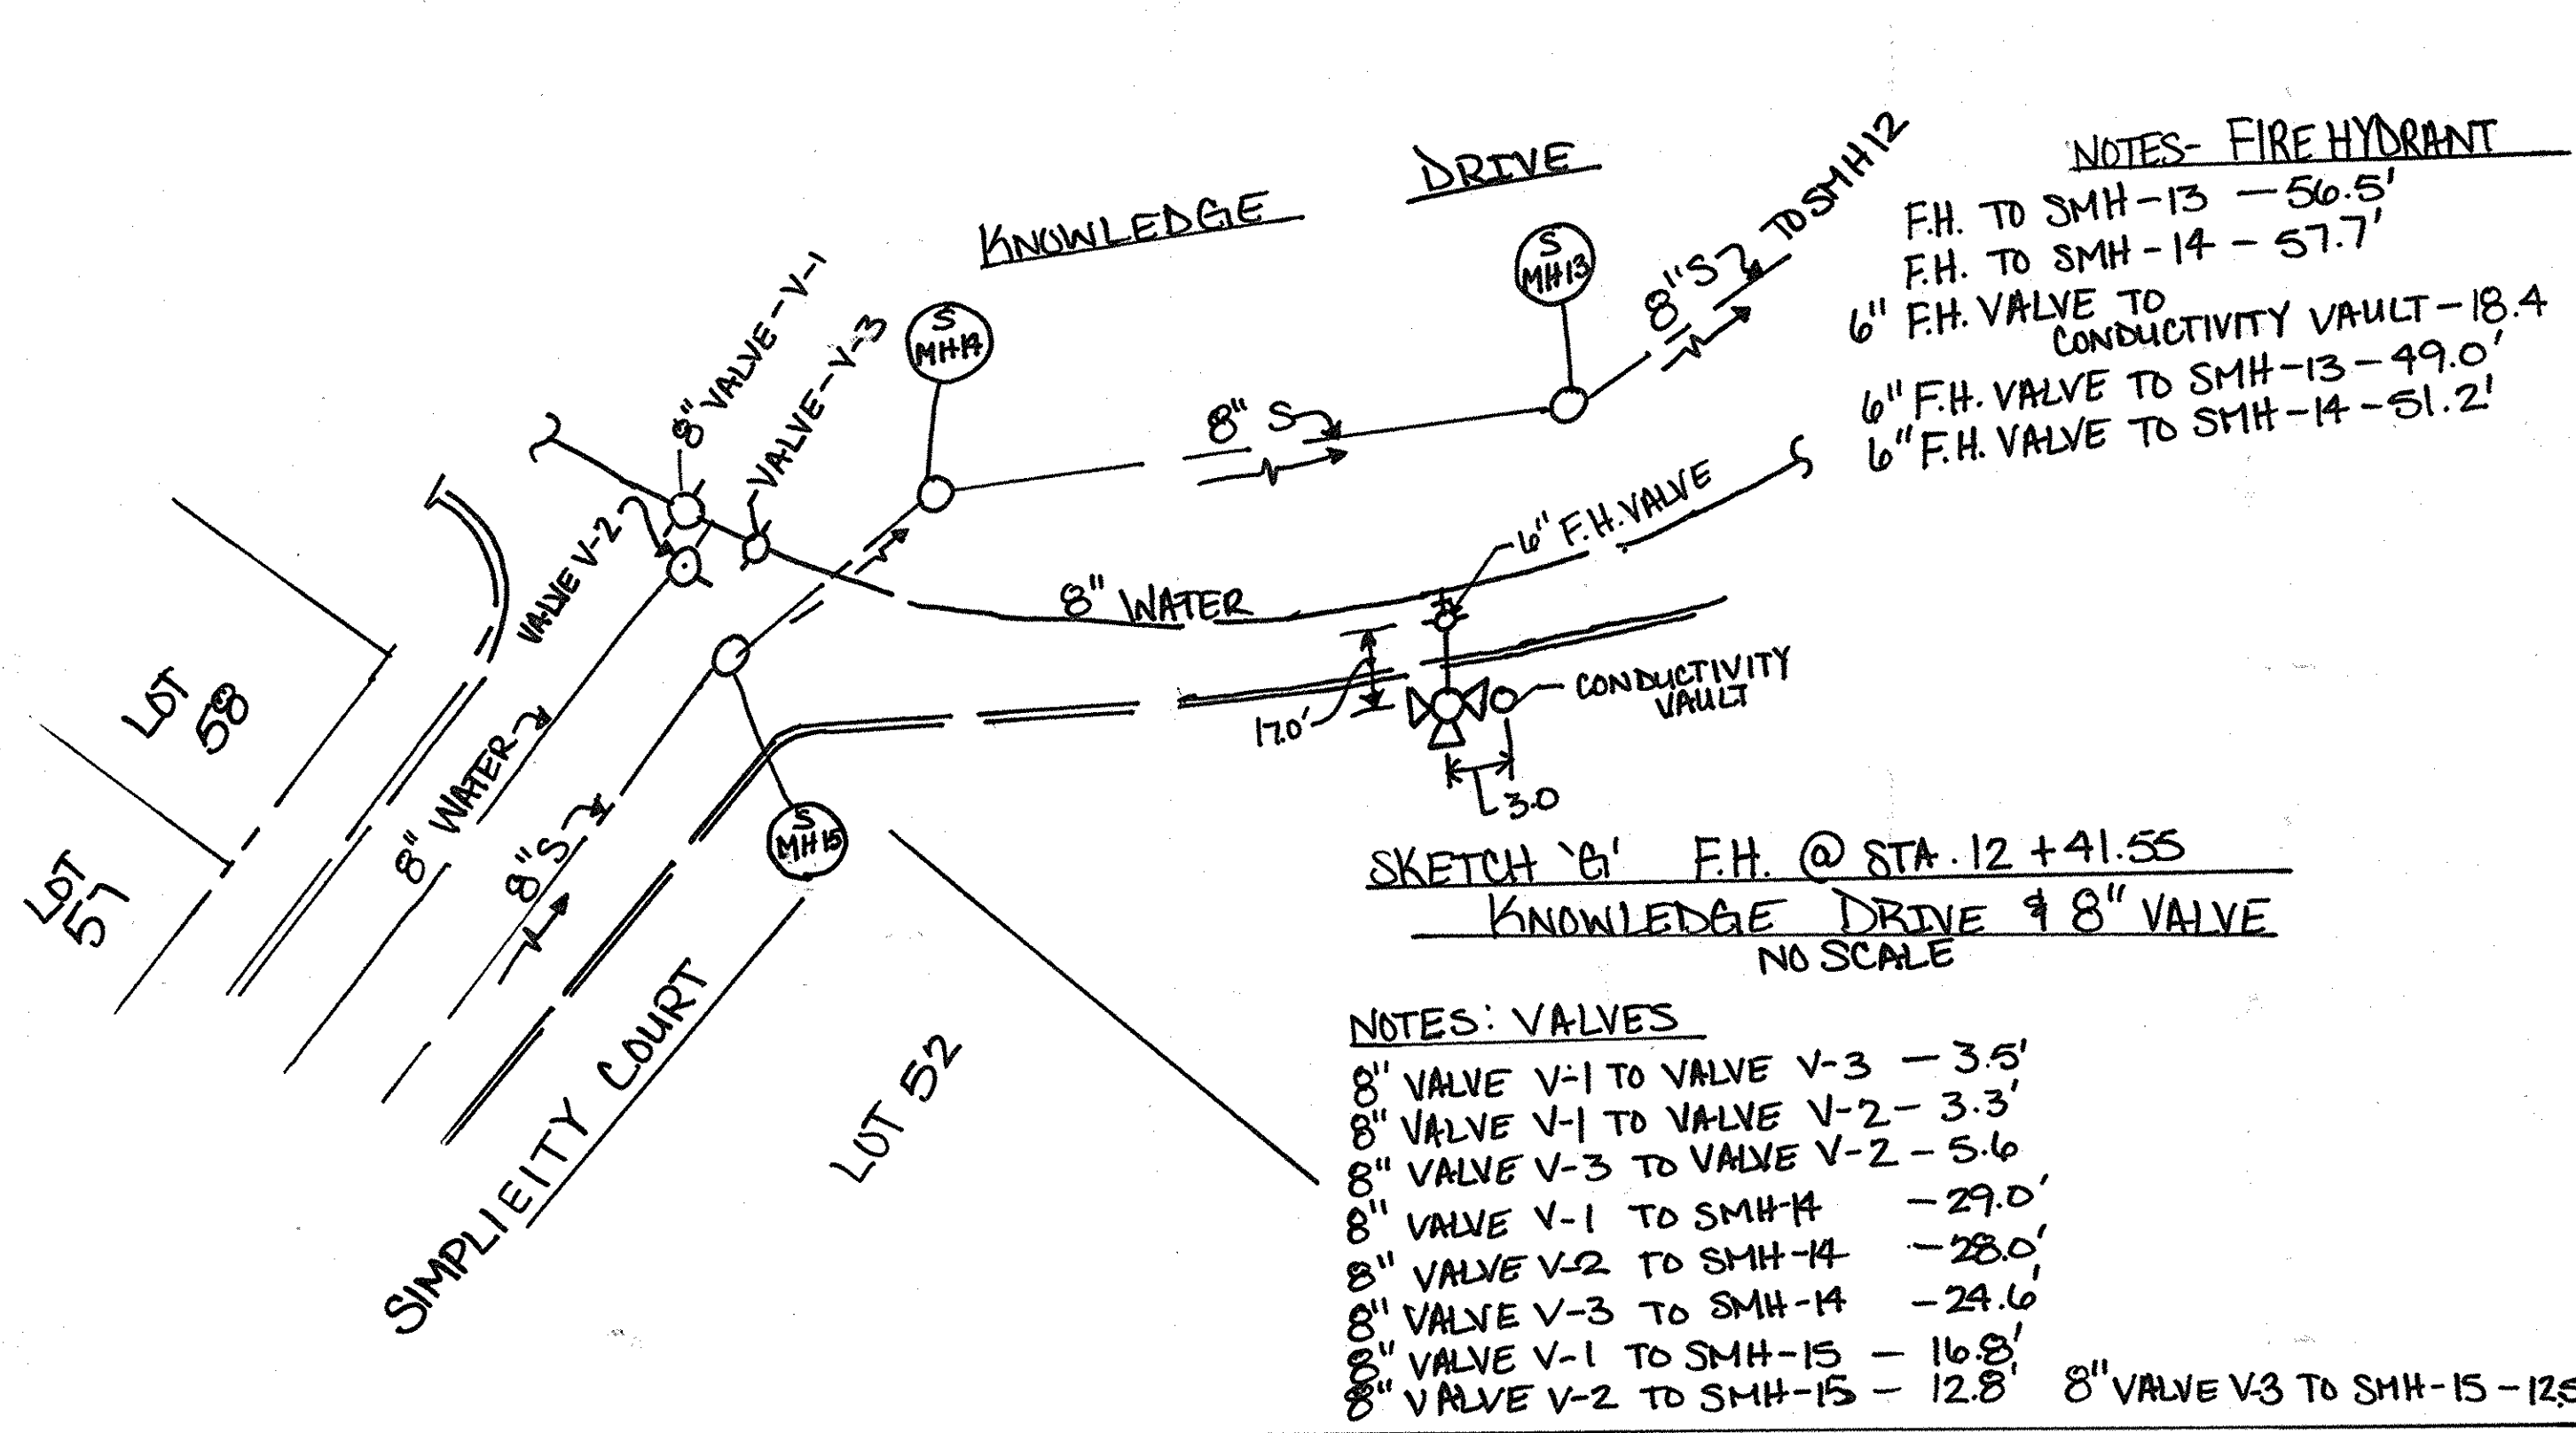 KNOWLEDGE DRIVE
NOTES- FIRE HYDRANT
F.H. TO SMH-13 -56.5'
F.H. TO SMH-14 - 57.7'
6" F.H. VALVE TO
CONDUCTIVITY VAULT-18.4
6" F.H. VALVE TO SMH-13-49.0'
6" F.H. VALVE TO SMH-14-51.2'
8" VALVE-V-1
VALVE-V-3
VALVE V-2
S
MH14
S
MH13
8" S
8" S
TO SMH12
6" F.H. VALVE
8" WATER
17.0'
CONDUCTIVITY
VAULT
3.0
LOT
58
LOT
57
8" WATER
8" S
S
MH15
SIMPLIEITY COURT
LOT 52
SKETCH 'G' F.H. @ STA. 12 +41.55
KNOWLEDGE DRIVE & 8" VALVE
NO SCALE
NOTES: VALVES
8" VALVE V-1 TO VALVE V-3 - 3.5'
8" VALVE V-1 TO VALVE V-2- 3.3'
8" VALVE V-3 TO VALVE V-2 - 5.6
8" VALVE V-1 TO SMH-14 -29.0'
8" VALVE V-2 TO SMH-14 -28.0'
8" VALVE V-3 TO SMH-14 -24.6'
8" VALVE V-1 TO SMH-15 - 16.8'
8" VALVE V-2 TO SMH-15 - 12.8' 8" VALVE V-3 TO SMH-15 -12.5